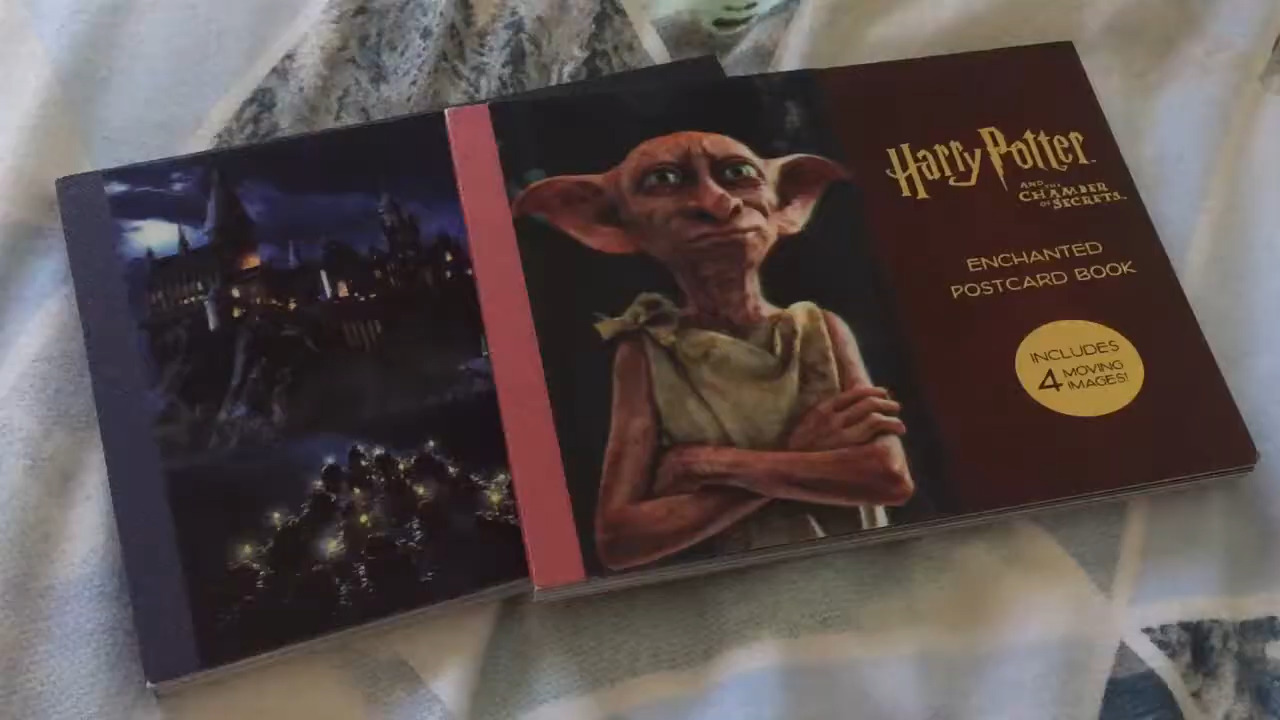 Harry Potter
AND THE
CHAMBER
OF SECRETS
ENCHANTED
POSTCARD BOOK
INCLUDES
4 MOVING
IMAGES!